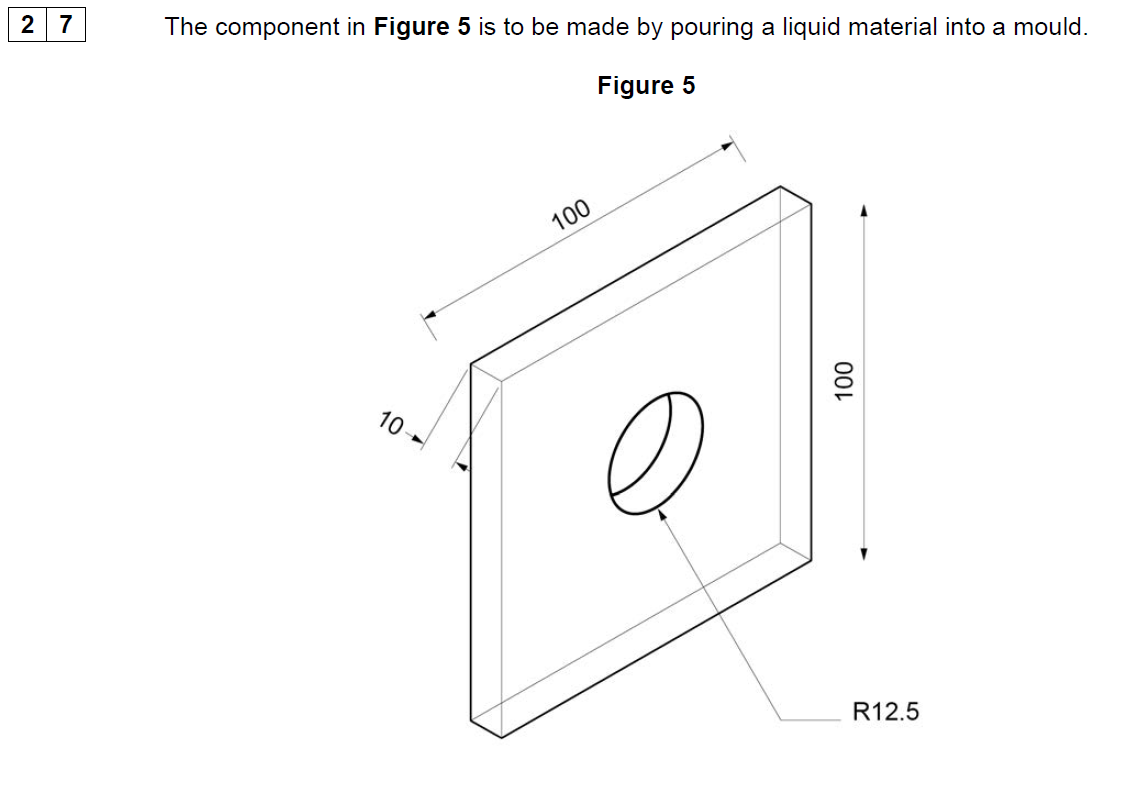 2 7 The component in Figure 5 is to be made by pouring a liquid material into a mould.
Figure 5
100
10
100
R12.5